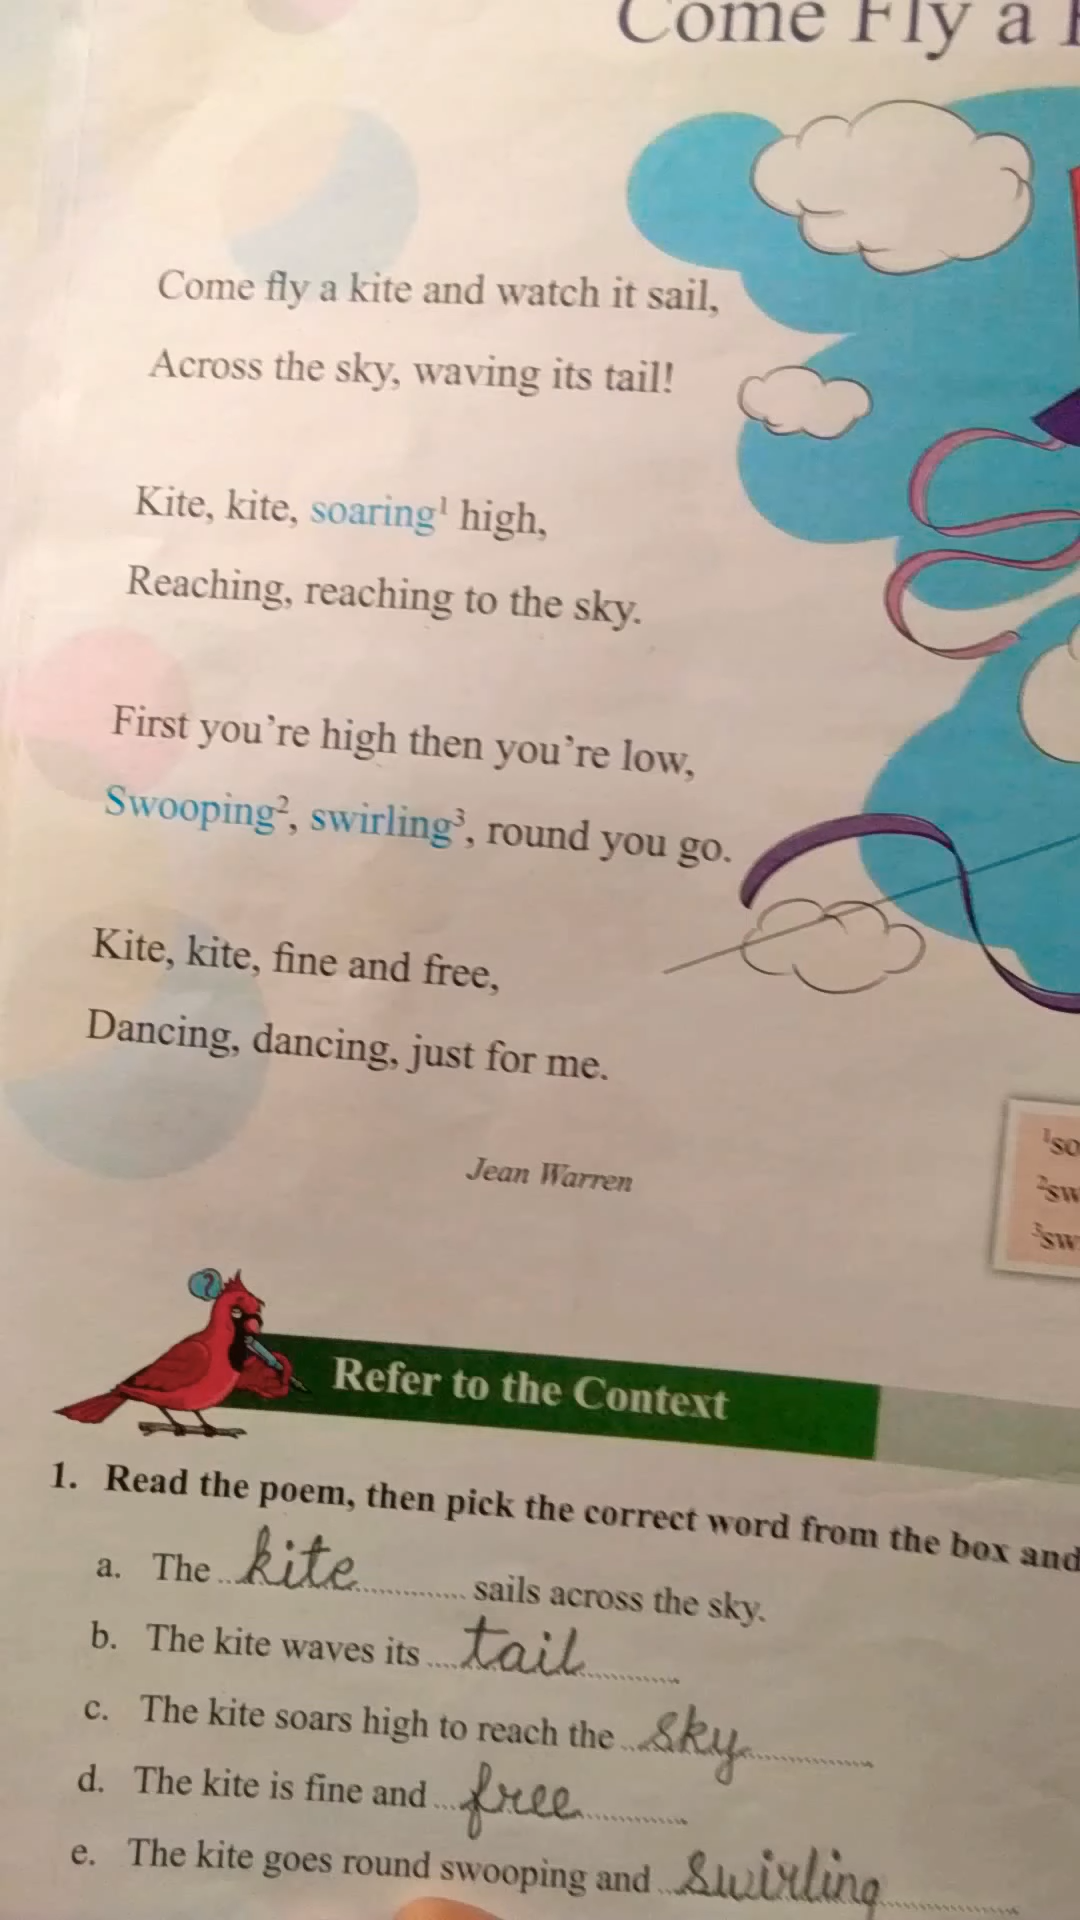 Come Fly a
Come fly a kite and watch it sail,
Across the sky, waving its tail!
Kite, kite, soaring¹ high,
Reaching, reaching to the sky.
First you're high then you're low,
Swooping², swirling³, round you go.
Kite, kite, fine and free,
Dancing, dancing, just for me.
Jean Warren
¹so
²sw
³sw
Refer to the Context
1. Read the poem, then pick the correct word from the box and
a. The kite sails across the sky.
b. The kite waves its tail
c. The kite soars high to reach the sky
d. The kite is fine and free
e. The kite goes round swooping and swirling